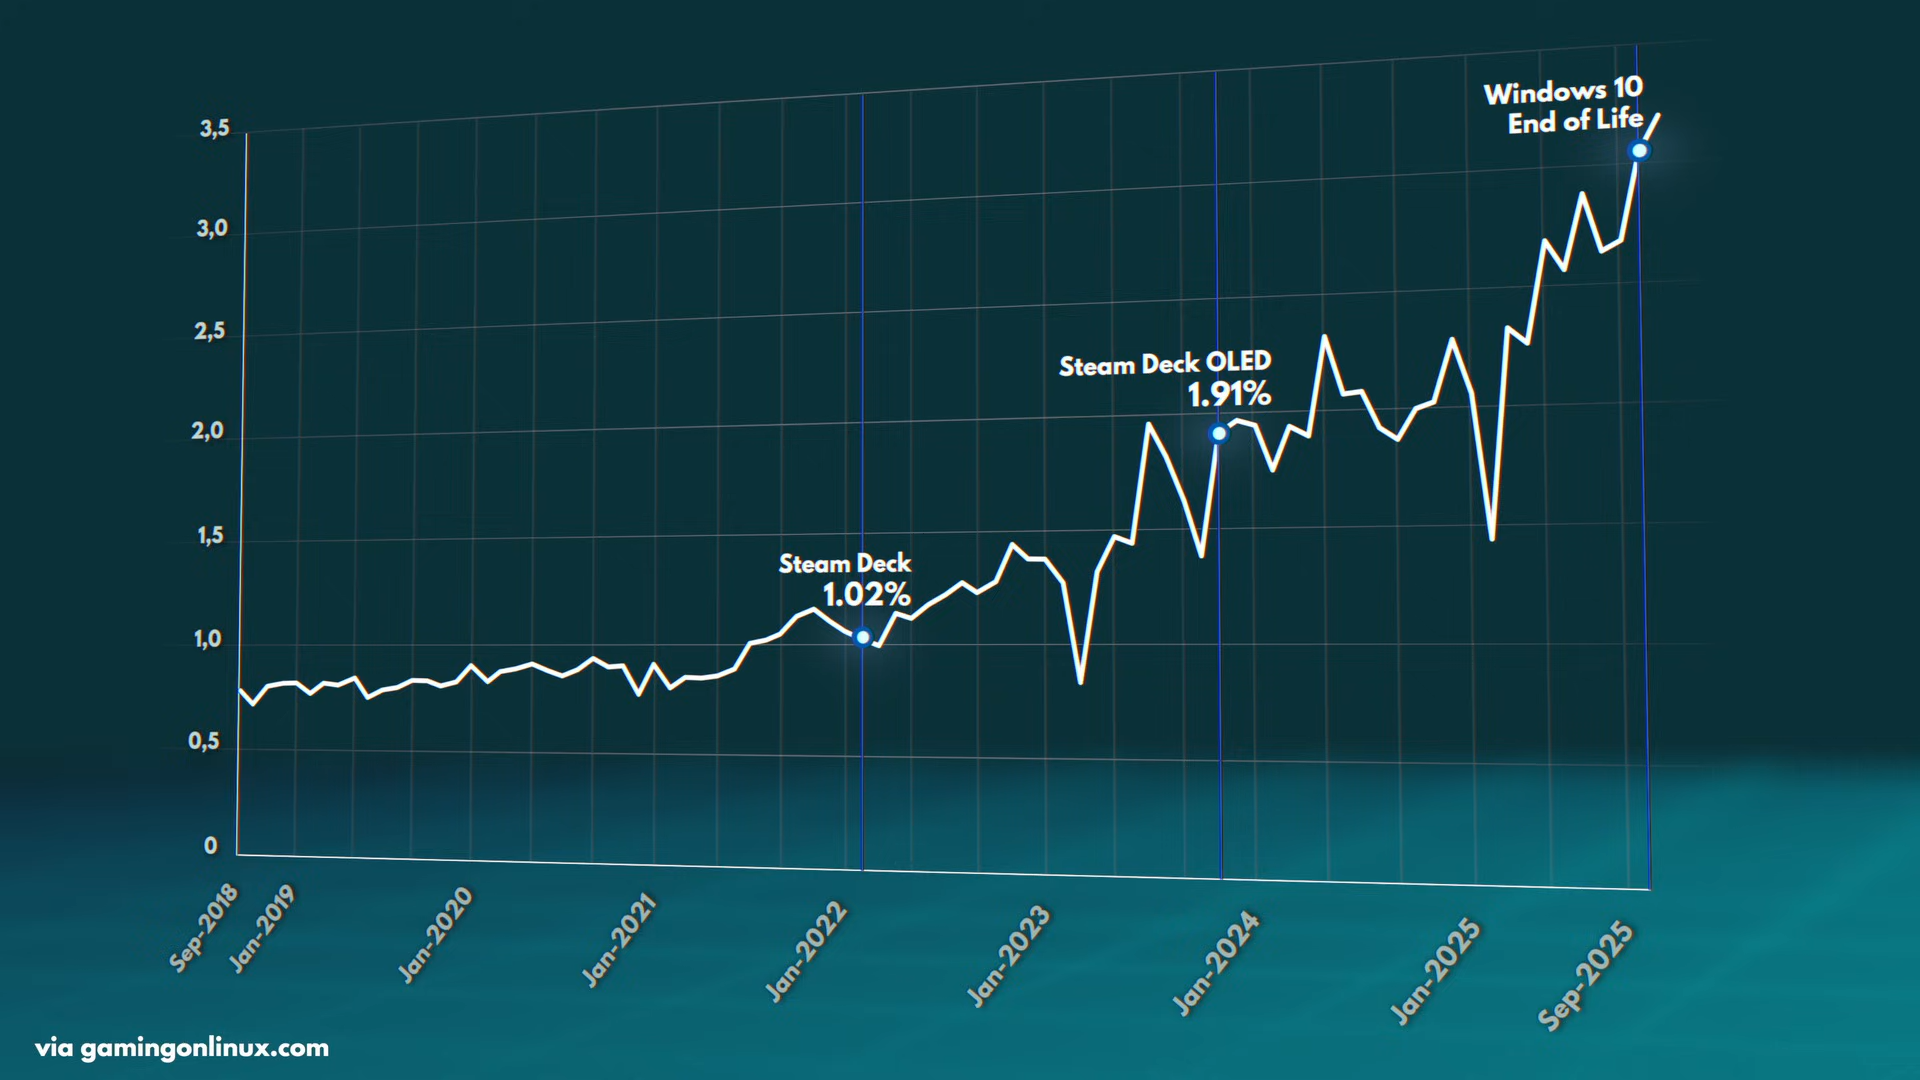 Windows 10
End of Life
3,5
3,0
2,5
2,0
1,5
1,0
0,5
0
Steam Deck OLED
1.91%
Steam Deck
1.02%
Sep-2018
Jan-2019
Jan-2020
Jan-2021
Jan-2022
Jan-2023
Jan-2024
Jan-2025
Sep-2025
via gamingonlinux.com